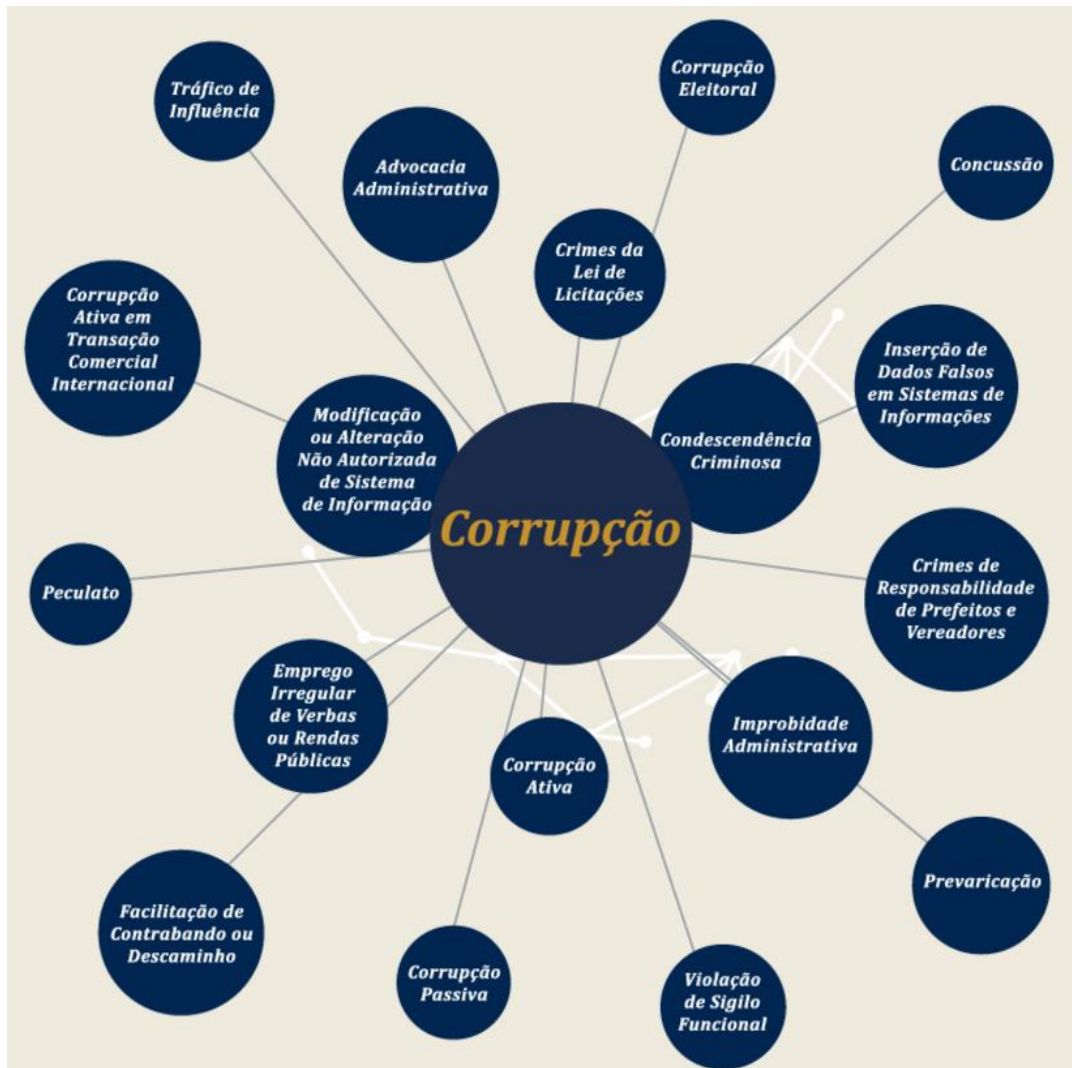 Tráfico de
Influência
Corrupção
Eleitoral
Advocacia
Administrativa
Concussão
Crimes da
Lei de
Licitações
Corrupção
Ativa em
Transação
Comercial
Internacional
Inserção de
Dados Falsos
em Sistemas de
Informações
Modificação
ou Alteração
Não Autorizada
de Sistema
de Informação
Condescendência
Criminosa
Corrupção
Peculato
Crimes de
Responsabilidade
de Prefeitos e
Vereadores
Emprego
Irregular
de Verbas
ou Rendas
Públicas
Improbidade
Administrativa
Corrupção
Ativa
Prevaricação
Facilitação de
Contrabando ou
Descaminho
Corrupção
Passiva
Violação
de Sigilo
Funcional